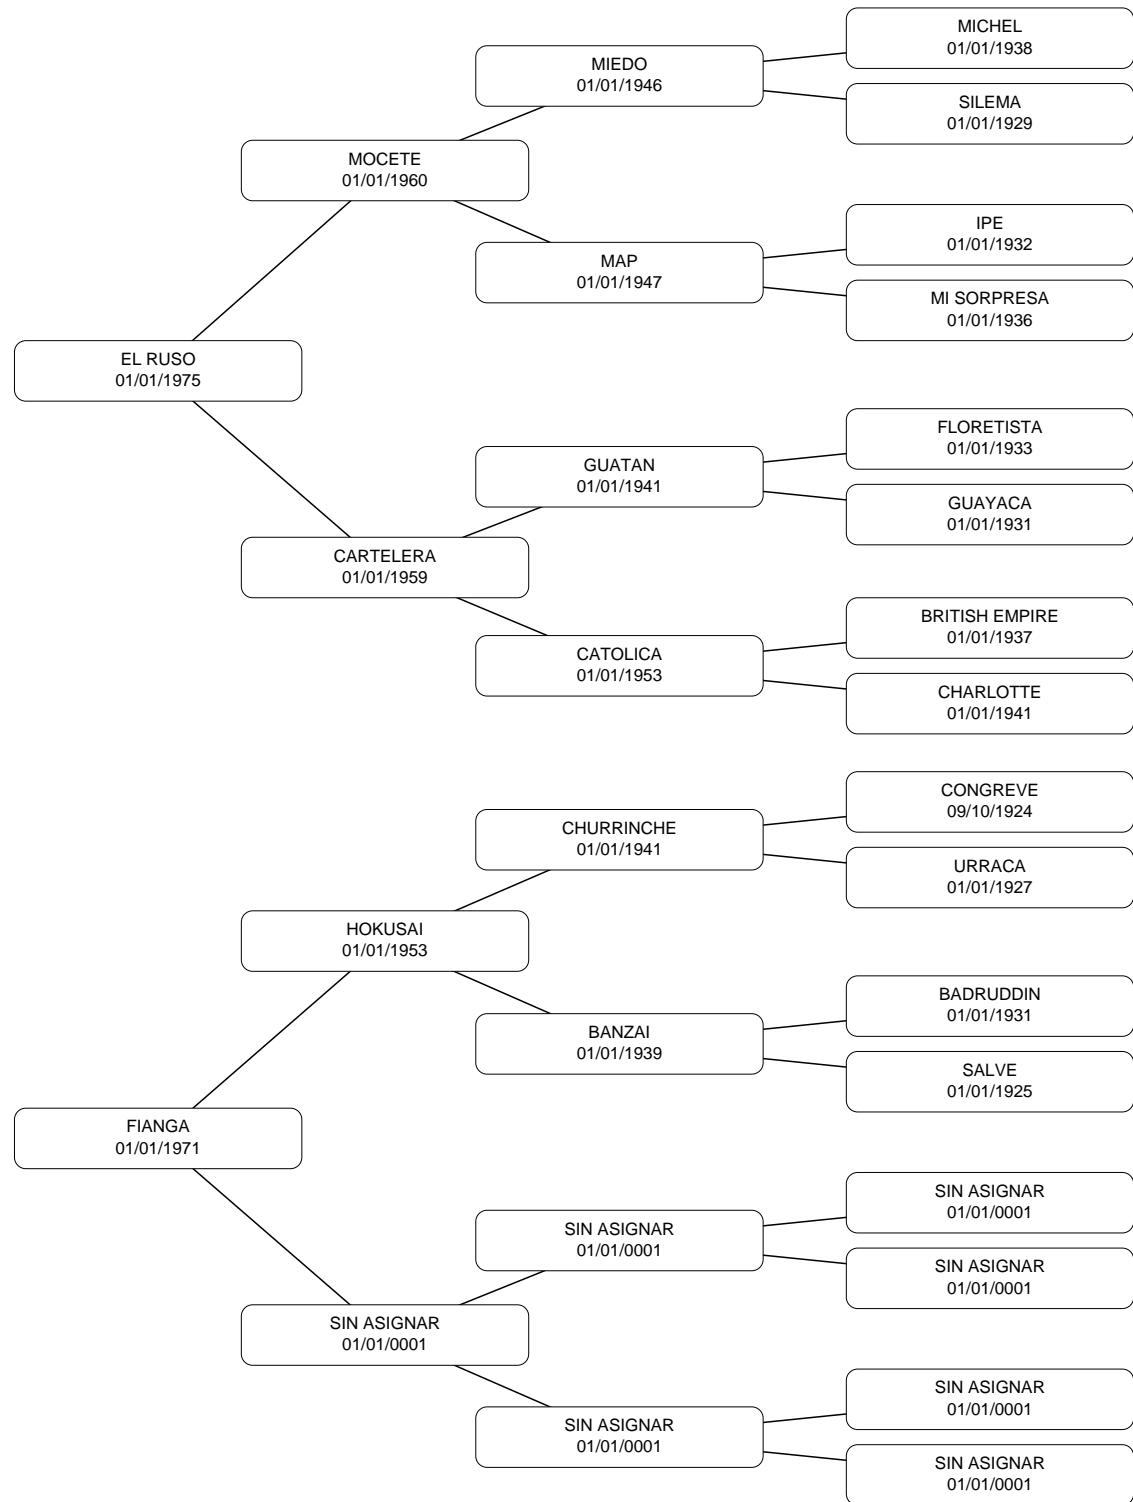 MICHEL
01/01/1938
MIEDO
01/01/1946
SILEMA
01/01/1929
MOCETE
01/01/1960
IPE
01/01/1932
MAP
01/01/1947
MI SORPRESA
01/01/1936
EL RUSO
01/01/1975
FLORETISTA
01/01/1933
GUATAN
01/01/1941
GUAYACA
01/01/1931
CARTELERA
01/01/1959
BRITISH EMPIRE
01/01/1937
CATOLICA
01/01/1953
CHARLOTTE
01/01/1941
CONGREVE
09/10/1924
CHURRINCHE
01/01/1941
URRACA
01/01/1927
HOKUSAI
01/01/1953
BADRUDDIN
01/01/1931
BANZAI
01/01/1939
SALVE
01/01/1925
FIANGA
01/01/1971
SIN ASIGNAR
01/01/0001
SIN ASIGNAR
01/01/0001
SIN ASIGNAR
01/01/0001
SIN ASIGNAR
01/01/0001
SIN ASIGNAR
01/01/0001
SIN ASIGNAR
01/01/0001
SIN ASIGNAR
01/01/0001